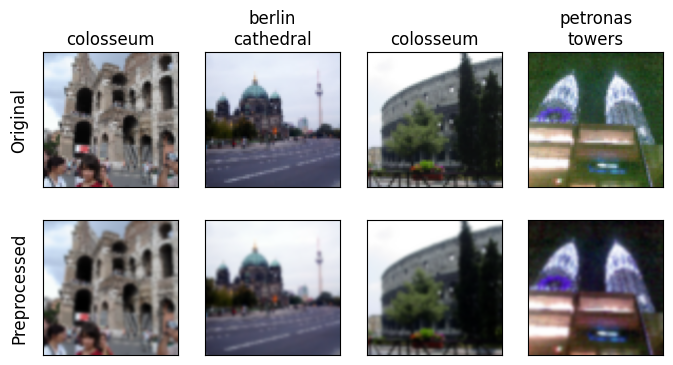 colosseum
berlin
cathedral
colosseum
petronas
towers
Original
Preprocessed